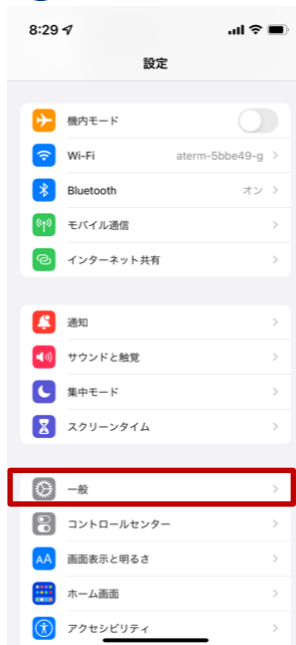 8:29
設定
機内モード
Wi-Fi aterm-5bbe49-g
Bluetooth オン
モバイル通信
インターネット共有
通知
サウンドと触覚
集中モード
スクリーンタイム
一般
コントロールセンター
AA 画面表示と明るさ
ホーム画面
アクセシビリティ